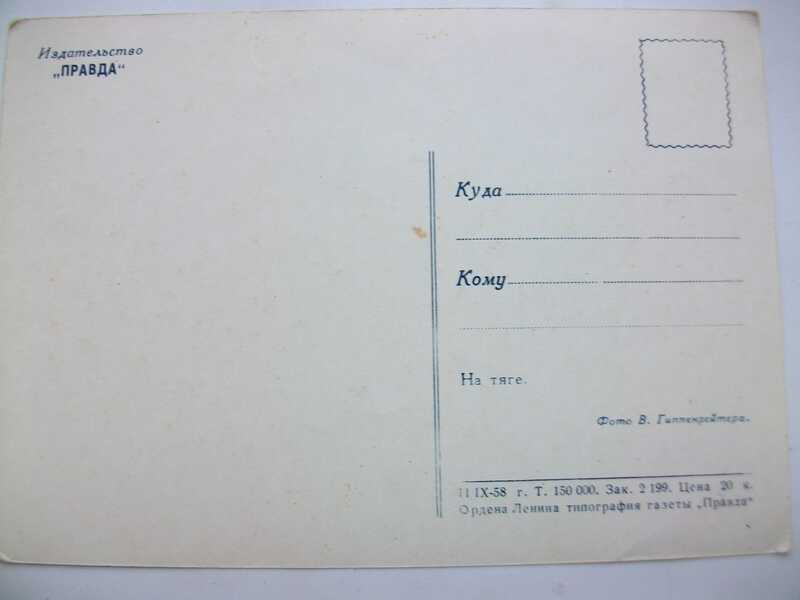 Издательство
„ПРАВДА“
Куда
Кому
На тяге.
Фото В. Гиппенрейтера.
IX-58 г. Т. 150 000. Зак. 2 199. Цена 20 к.
Ордена Ленина типография газеты „Правда“